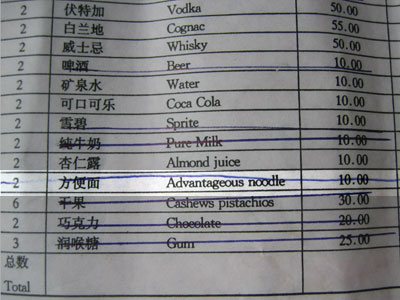 2 伏特加 Vodka 50.00
2 白兰地 Cognac 55.00
2 威士忌 Whisky 50.00
2 啤酒 Beer 10.00
2 矿泉水 Water 10.00
2 可口可乐 Coca Cola 10.00
2 雪碧 Sprite 10.00
2 纯牛奶 Pure Milk 10.00
2 杏仁露 Almond juice 10.00
2 方便面 Advantageous noodle 10.00
6 干果 Cashews pistachios 30.00
2 巧克力 Chocolate 20.00
3 润喉糖 Gum 25.00
总数
Total